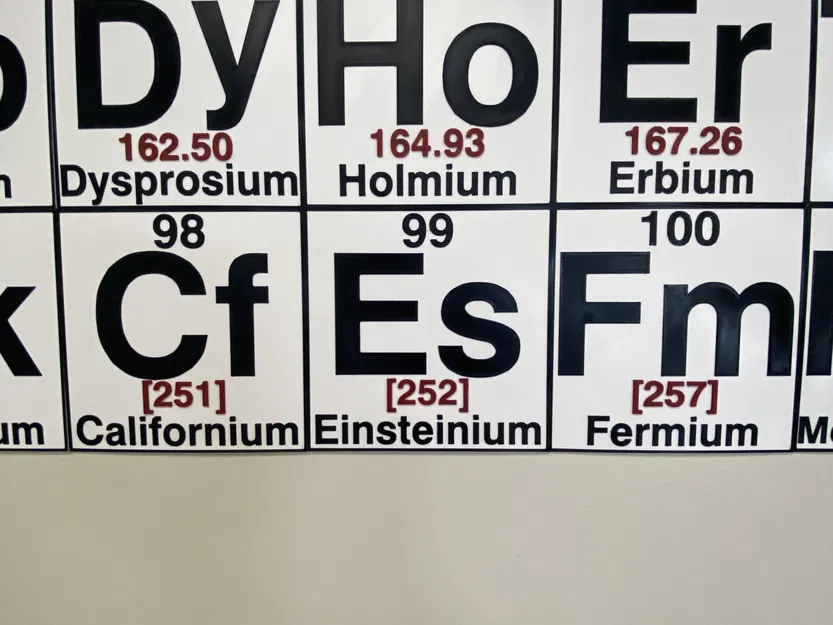 Dy Ho Er
162.50 164.93 167.26
Dysprosium Holmium Erbium
98 99 100
Cf Es Fm
[251] [252] [257]
Californium Einsteinium Fermium